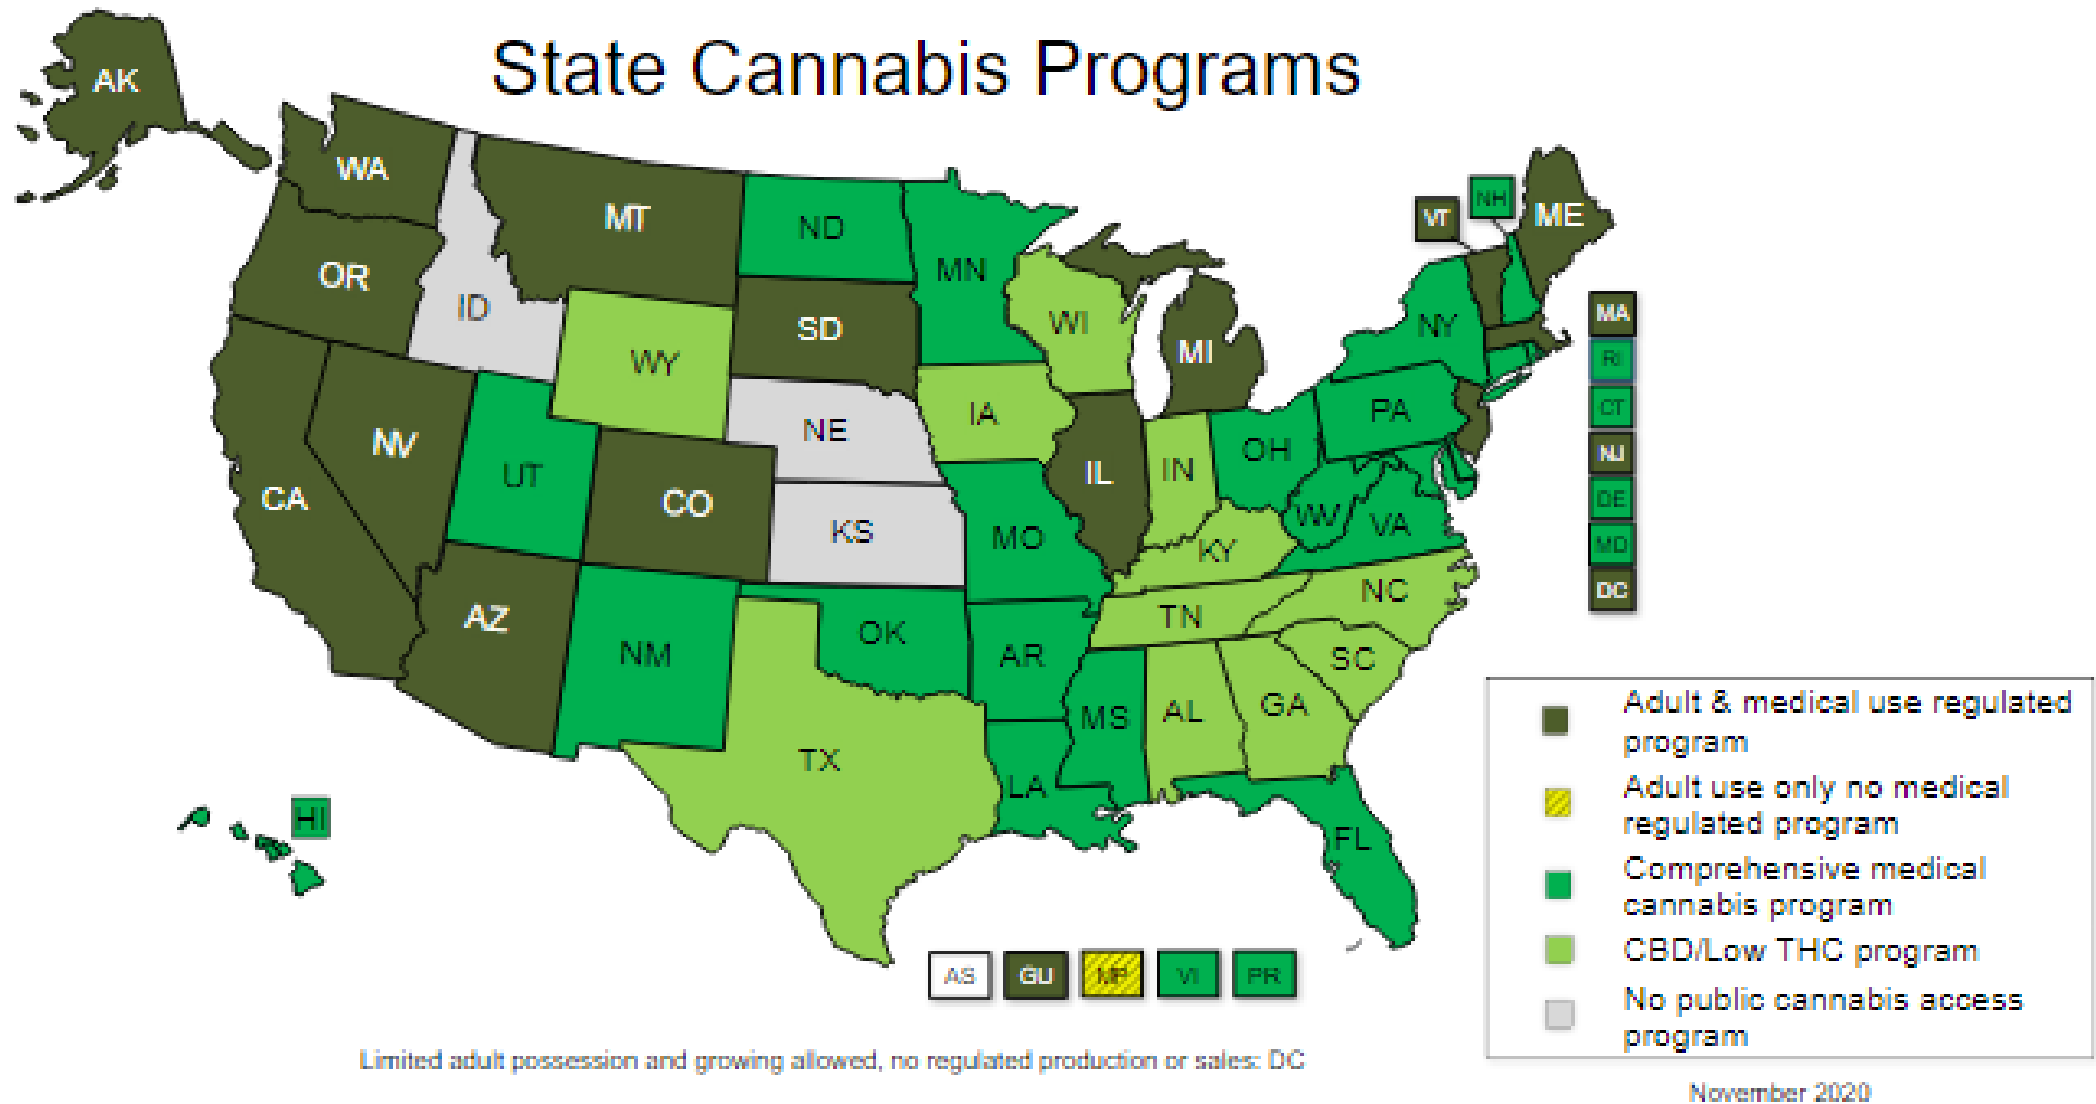 State Cannabis Programs
AK
WA
MT
ND
MN
VT
NH
ME
OR
ID
SD
WI
MI
NY
MA
WY
RI
IA
NE
PA
CT
NV
UT
CO
IL
IN
OH
NJ
CA
KS
MO
WV
VA
DE
KY
MD
AZ
NM
OK
AR
TN
NC
DC
SC
TX
MS
AL
GA
LA
HI
FL
AS
GU
NP
VI
PR
Adult & medical use regulated
program
Adult use only no medical
regulated program
Comprehensive medical
cannabis program
CBD/Low THC program
No public cannabis access
program
Limited adult possession and growing allowed, no regulated production or sales: DC
November 2020